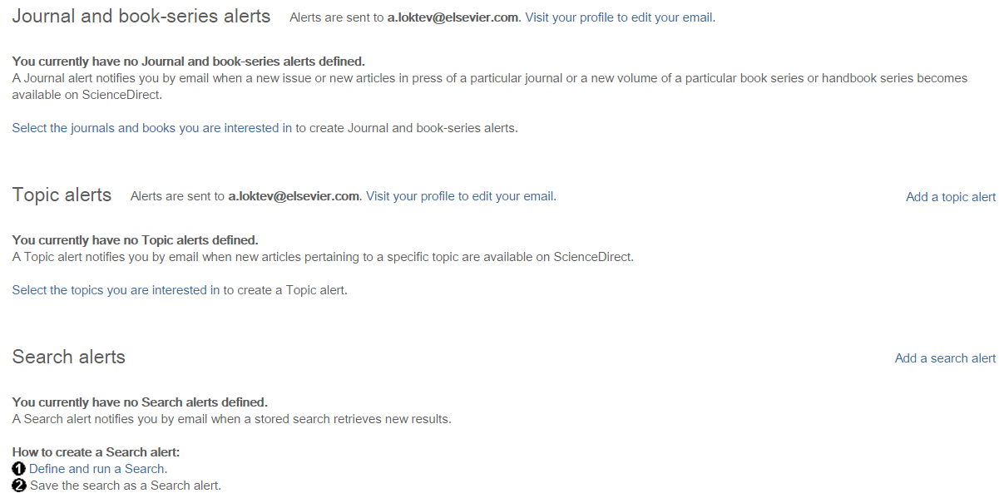 Journal and book-series alerts Alerts are sent to a.loktev@elsevier.com. Visit your profile to edit your email.
You currently have no Journal and book-series alerts defined.
A Journal alert notifies you by email when a new issue or new articles in press of a particular journal or a new volume of a particular book series or handbook series becomes
available on ScienceDirect.
Select the journals and books you are interested in to create Journal and book-series alerts.
Topic alerts Alerts are sent to a.loktev@elsevier.com. Visit your profile to edit your email. Add a topic alert
You currently have no Topic alerts defined.
A Topic alert notifies you by email when new articles pertaining to a specific topic are available on ScienceDirect.
Select the topics you are interested in to create a Topic alert.
Search alerts Add a search alert
You currently have no Search alerts defined.
A Search alert notifies you by email when a stored search retrieves new results.
How to create a Search alert:
1 Define and run a Search.
2 Save the search as a Search alert.